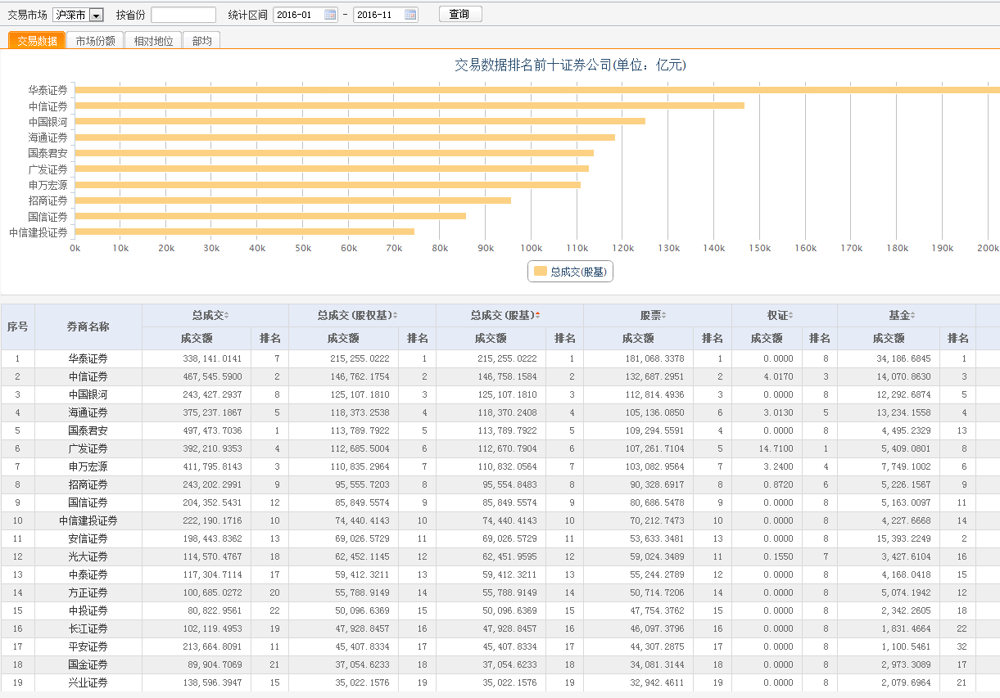 交易市场 沪深市 按省份 统计区间 2016-01 - 2016-11 查询
交易数据 市场份额 相对地位 部均
交易数据排名前十证券公司(单位：亿元)
华泰证券
中信证券
中国银河
海通证券
国泰君安
广发证券
申万宏源
招商证券
国信证券
中信建投证券
0k 10k 20k 30k 40k 50k 60k 70k 80k 90k 100k 110k 120k 130k 140k 150k 160k 170k 180k 190k 200k
总成交(股基)
序号 券商名称 总成交 总成交(股权基) 总成交(股基) 股票 权证 基金
成交额 排名 成交额 排名 成交额 排名 成交额 排名 成交额 排名 成交额 排名
1 华泰证券 338,141.0141 7 215,255.0222 1 215,255.0222 1 181,068.3378 1 0.0000 8 34,186.6845 1
2 中信证券 467,545.5900 2 146,762.1754 2 146,758.1584 2 132,687.2951 2 4.0170 3 14,070.8630 3
3 中国银河 243,427.2937 8 125,107.1810 3 125,107.1810 3 112,814.4936 3 0.0000 8 12,292.6874 5
4 海通证券 375,237.1867 5 118,373.2538 4 118,370.2408 4 105,136.0850 6 3.0130 5 13,234.1558 4
5 国泰君安 497,473.7036 1 113,789.7922 5 113,789.7922 5 109,294.5591 4 0.0000 8 4,495.2329 13
6 广发证券 392,210.9353 4 112,685.5004 6 112,670.7904 6 107,261.7104 5 14.7100 1 5,409.0801 8
7 申万宏源 411,795.8143 3 110,835.2964 7 110,832.0564 7 103,082.9564 7 3.2400 4 7,749.1002 6
8 招商证券 243,202.2991 9 95,555.7203 8 95,554.8483 8 90,328.6917 8 0.8720 6 5,226.1567 9
9 国信证券 204,352.5431 12 85,849.5574 9 85,849.5574 9 80,686.5478 9 0.0000 8 5,163.0097 11
10 中信建投证券 222,190.1716 10 74,440.4143 10 74,440.4143 10 70,212.7473 10 0.0000 8 4,227.6668 14
11 安信证券 198,443.8362 13 69,026.5729 11 69,026.5729 11 53,633.3481 13 0.0000 8 15,393.2249 2
12 光大证券 114,570.4767 18 62,452.1145 12 62,451.9595 12 59,024.3489 11 0.1550 7 3,427.6104 16
13 中泰证券 117,304.7114 17 59,412.3211 13 59,412.3211 13 55,244.2789 12 0.0000 8 4,168.0418 15
14 方正证券 100,685.0272 20 55,788.9149 14 55,788.9149 14 50,714.7206 14 0.0000 8 5,074.1942 12
15 中投证券 80,822.9561 22 50,096.6369 15 50,096.6369 15 47,754.3762 15 0.0000 8 2,342.2605 18
16 长江证券 102,119.4953 19 47,928.8457 16 47,928.8457 16 46,097.3796 16 0.0000 8 1,831.4664 22
17 平安证券 213,664.8091 11 45,407.8334 17 45,407.8334 17 44,307.2875 17 0.0000 8 1,100.5461 32
18 国金证券 89,904.7069 21 37,054.6233 18 37,054.6233 18 34,081.3144 18 0.0000 8 2,973.3089 17
19 兴业证券 138,596.3947 15 35,022.1576 19 35,022.1576 19 32,942.4611 19 0.0000 8 2,079.6964 21